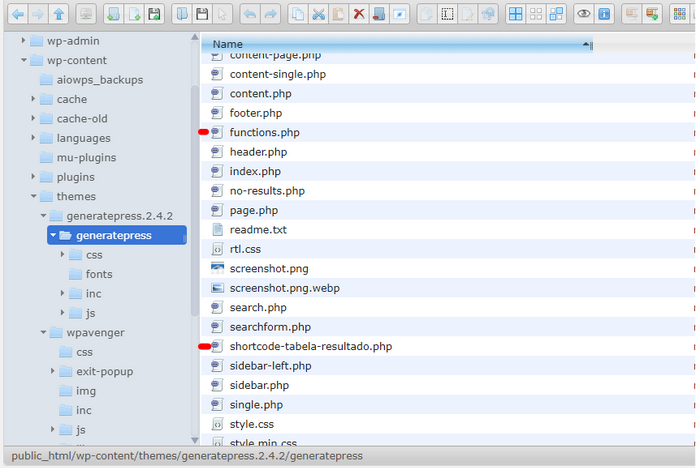 wp-admin
wp-content
aiowps_backups
cache
cache-old
languages
mu-plugins
plugins
themes
generatepress.2.4.2
generatepress
css
fonts
inc
js
wpavenger
css
exit-popup
img
inc
js
Name
content-page.php
content-single.php
content.php
footer.php
functions.php
header.php
index.php
no-results.php
page.php
readme.txt
rtl.css
screenshot.png
screenshot.png.webp
search.php
searchform.php
shortcode-tabela-resultado.php
sidebar-left.php
sidebar.php
single.php
style.css
style.min.css
public_html/wp-content/themes/generatepress.2.4.2/generatepress